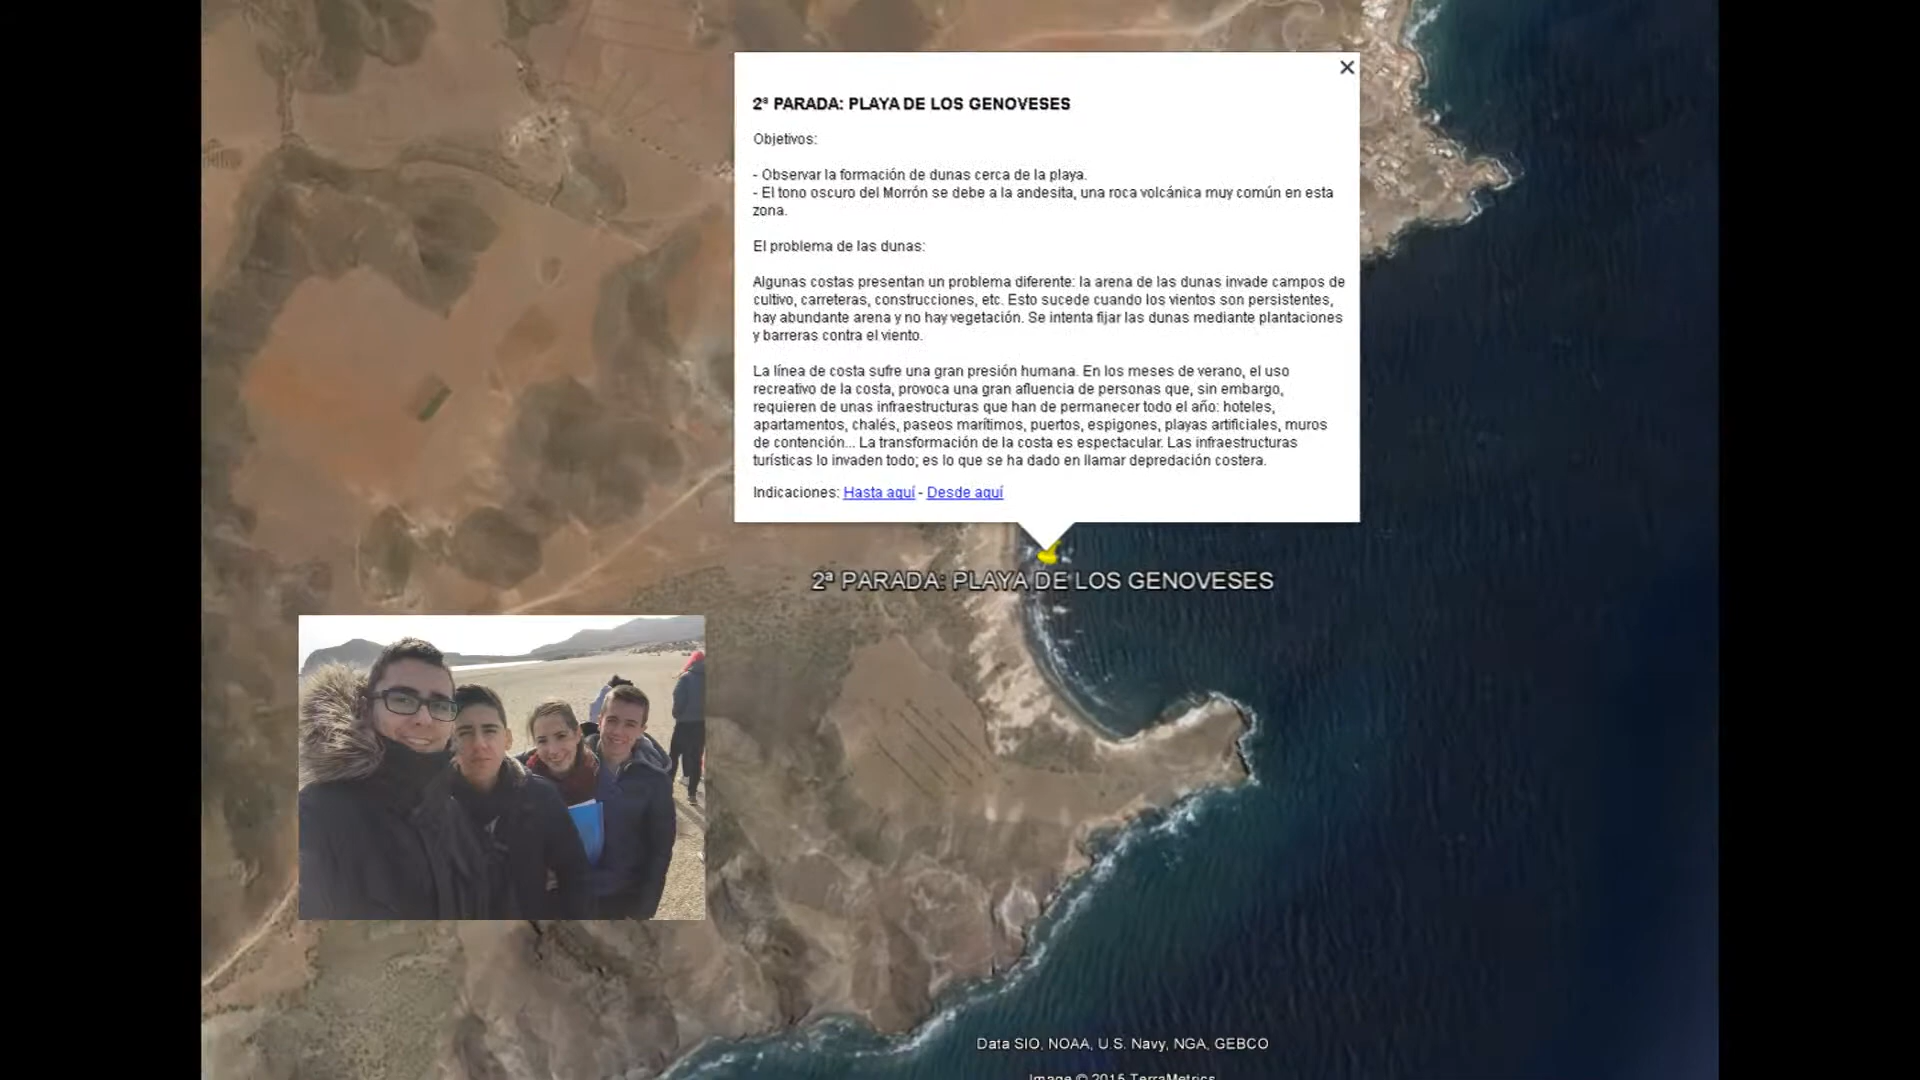 2ª PARADA: PLAYA DE LOS GENOVESES
Objetivos:
- Observar la formación de dunas cerca de la playa.
- El tono oscuro del Morrón se debe a la andesita, una roca volcánica muy común en esta
zona.
El problema de las dunas:
Algunas costas presentan un problema diferente: la arena de las dunas invade campos de
cultivo, carreteras, construcciones, etc. Esto sucede cuando los vientos son persistentes,
hay abundante arena y no hay vegetación. Se intenta fijar las dunas mediante plantaciones
y barreras contra el viento.
La línea de costa sufre una gran presión humana. En los meses de verano, el uso
recreativo de la costa, provoca una gran afluencia de personas que, sin embargo,
requieren de unas infraestructuras que han de permanecer todo el año: hoteles,
apartamentos, chalés, paseos marítimos, puertos, espigones, playas artificiales, muros
de contención... La transformación de la costa es espectacular. Las infraestructuras
turísticas lo invaden todo; es lo que se ha dado en llamar depredación costera.
Indicaciones: Hasta aquí - Desde aquí
2ª PARADA: PLAYA DE LOS GENOVESES
Data SIO, NOAA, U.S. Navy, NGA, GEBCO
Image © 2015 TerraMetrics